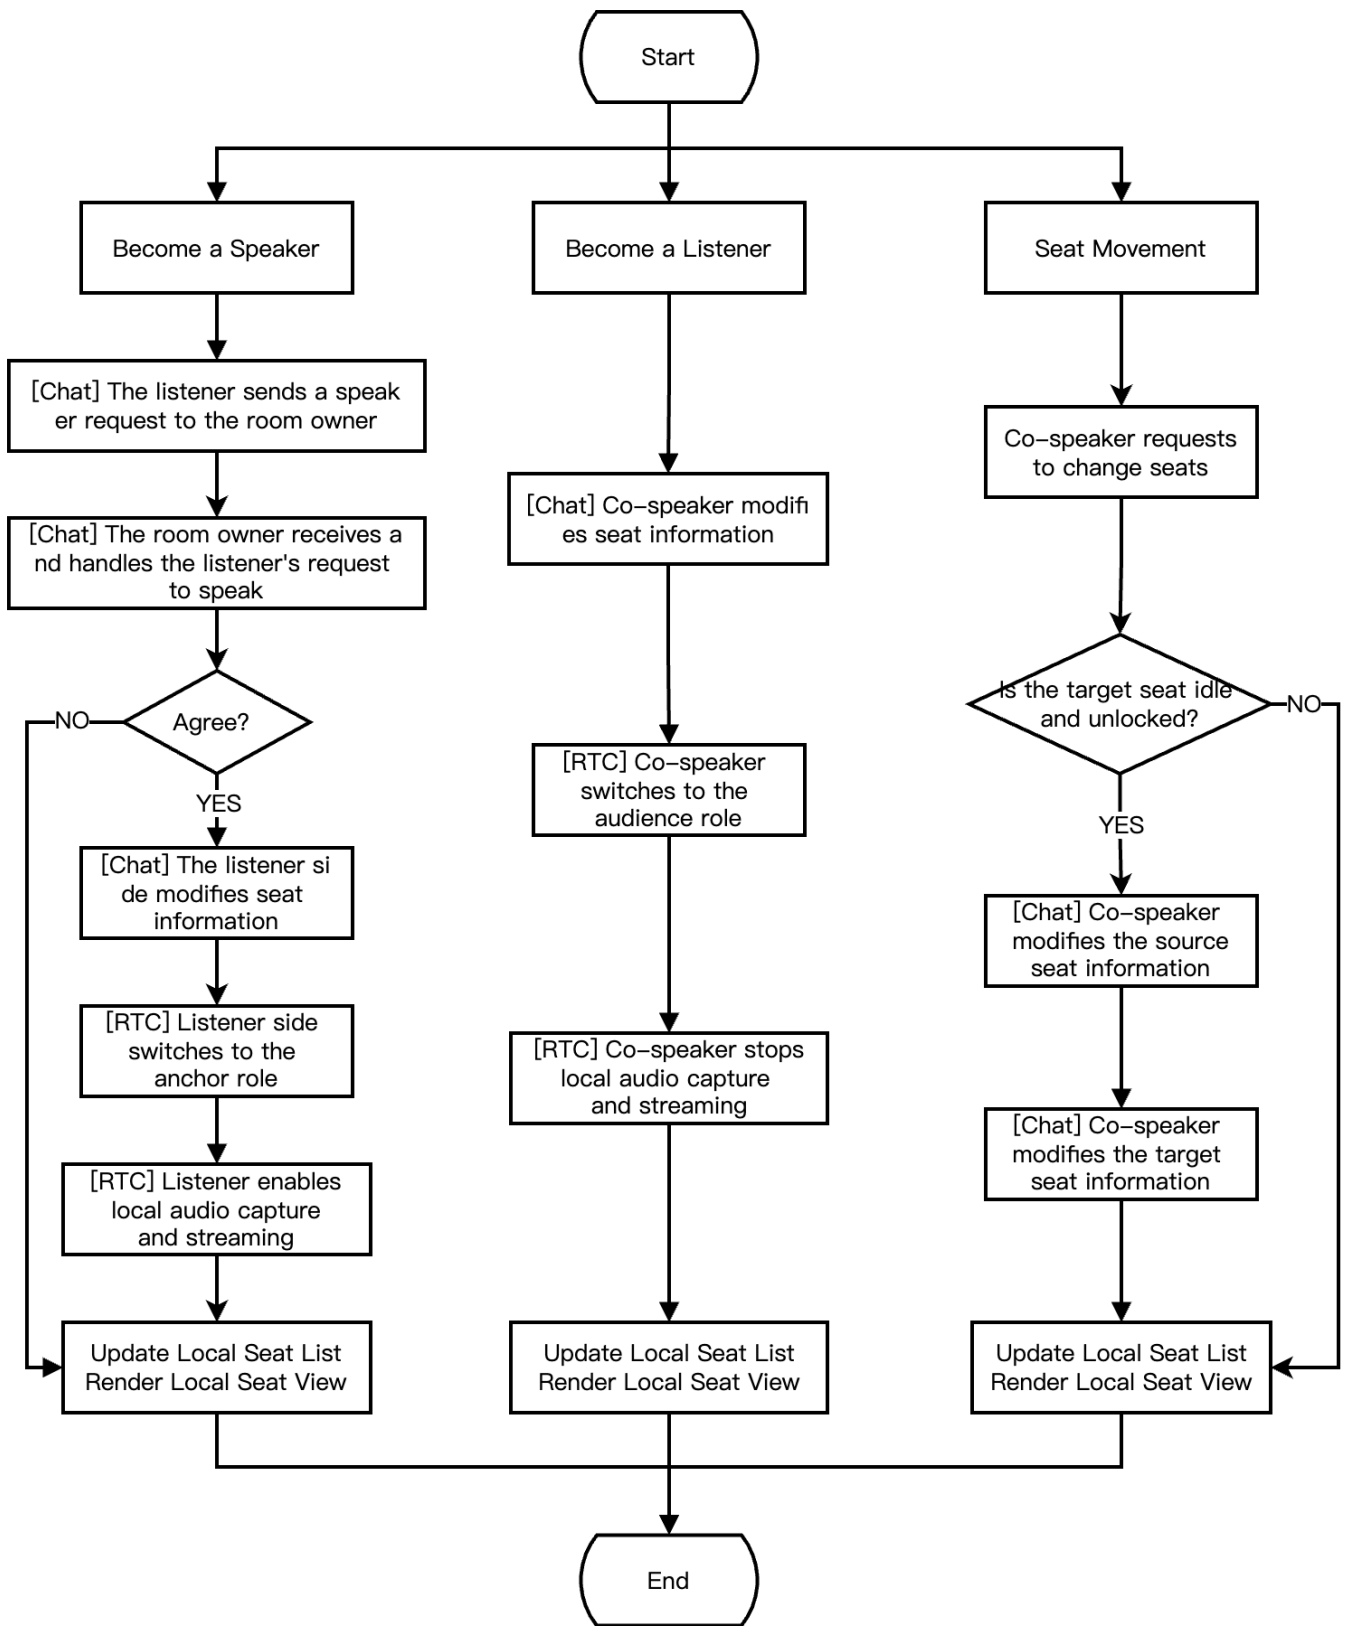 Start
Become a Speaker
Become a Listener
Seat Movement
[Chat] The listener sends a speak
er request to the room owner
Co-speaker requests
to change seats
[Chat] Co-speaker modifi
es seat information
[Chat] The room owner receives a
nd handles the listener's request
to speak
Is the target seat idle
and unlocked?
NO
NO
Agree?
YES
YES
[RTC] Co-speaker
switches to the
audience role
[Chat] The listener si
de modifies seat
information
[Chat] Co-speaker
modifies the source
seat information
[RTC] Listener side
switches to the
anchor role
[RTC] Co-speaker stops
local audio capture
and streaming
[Chat] Co-speaker
modifies the target
seat information
[RTC] Listener enables
local audio capture
and streaming
Update Local Seat List
Render Local Seat View
Update Local Seat List
Render Local Seat View
Update Local Seat List
Render Local Seat View
End